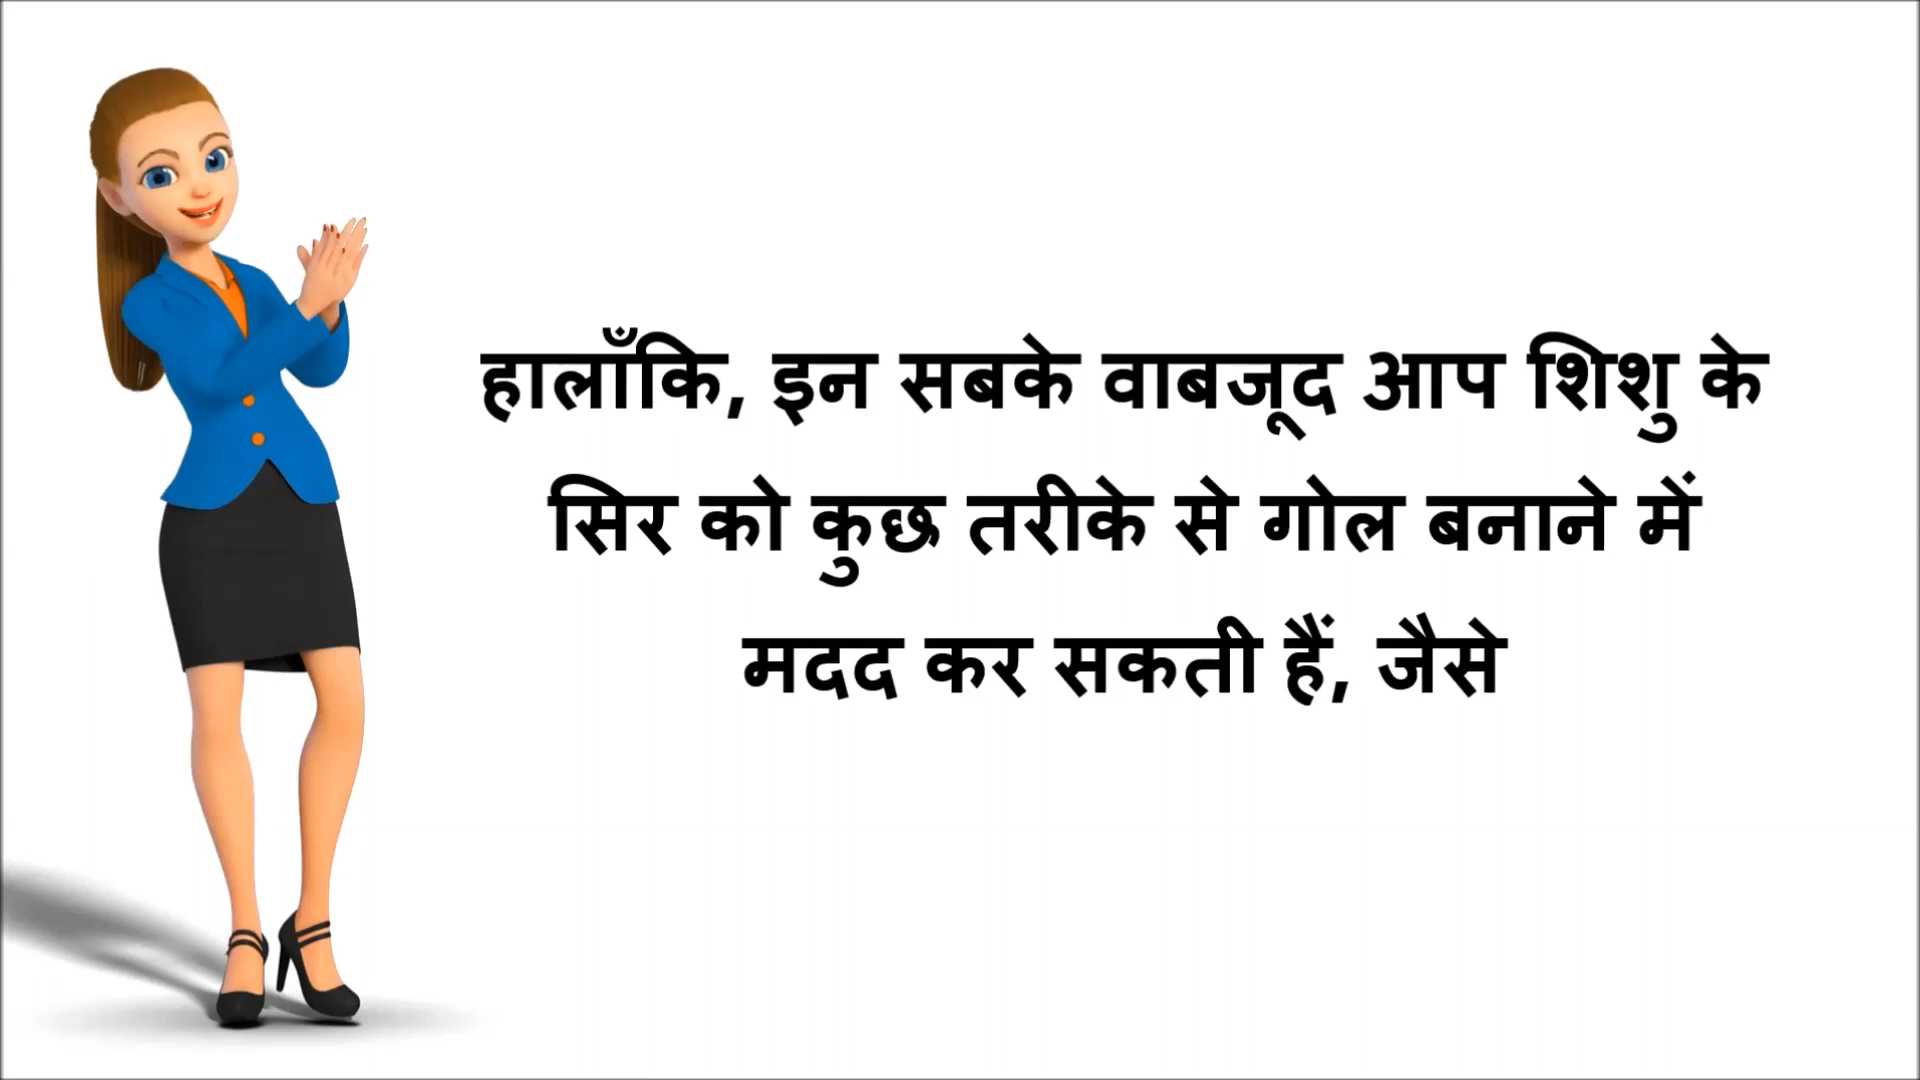 हालाँकि, इन सबके वाबजूद आप शिशु के
सिर को कुछ तरीके से गोल बनाने में
मदद कर सकती हैं, जैसे